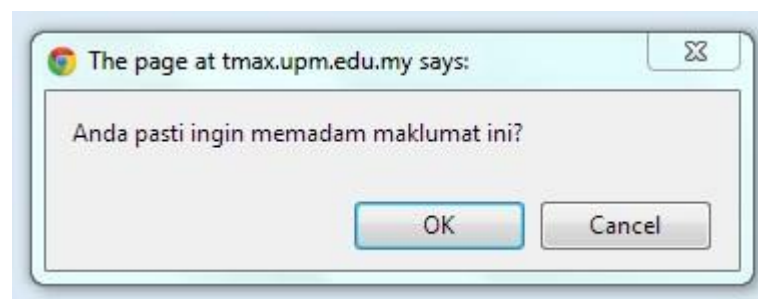 The page at tmax.upm.edu.my says:
Anda pasti ingin memadam maklumat ini?
OK Cancel